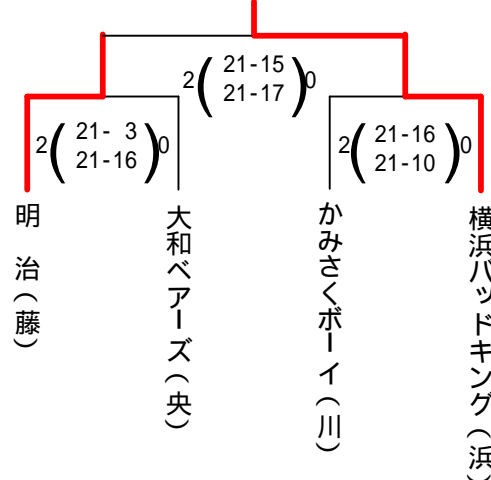 2(21-15 21-17)0
2(21- 3 21-16)0
2(21-16 21-10)0
明 治(藤)
大和ベアーズ(央)
かみさくボーイ(川)
横浜バッドキング(浜)